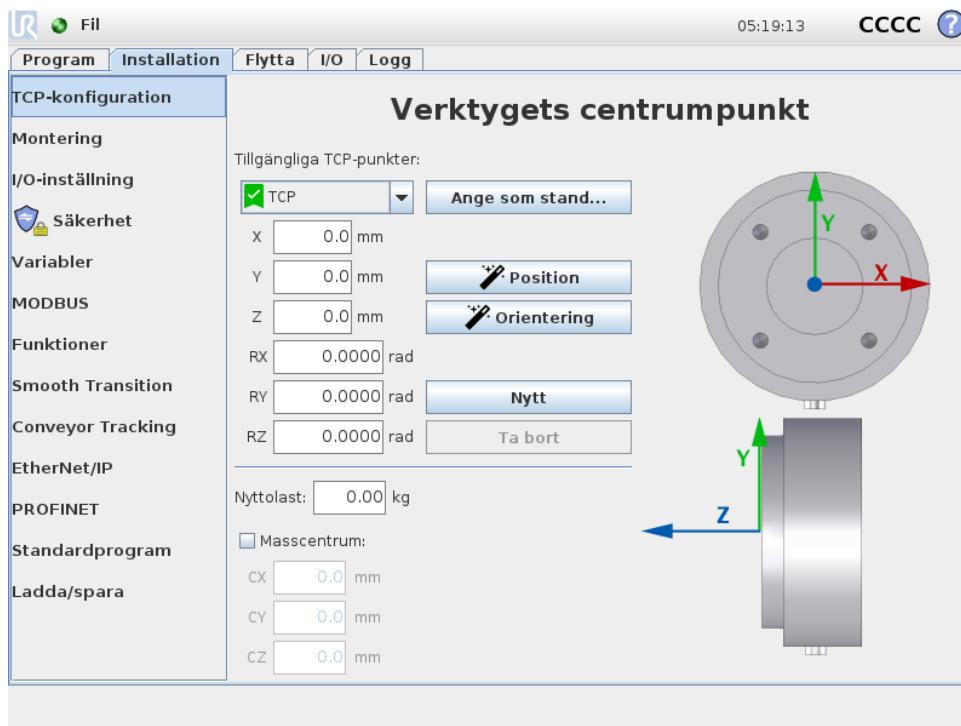 UR Fil 05:19:13 CCCC ?
Program Installation Flytta I/O Logg
TCP-konfiguration
Montering
I/O-inställning
Säkerhet
Variabler
MODBUS
Funktioner
Smooth Transition
Conveyor Tracking
EtherNet/IP
PROFINET
Standardprogram
Ladda/spara
Verktygets centrumpunkt
Tillgängliga TCP-punkter:
TCP Ange som stand...
X 0.0 mm
Y 0.0 mm Position
Z 0.0 mm Orientering
RX 0.0000 rad
RY 0.0000 rad Nytt
RZ 0.0000 rad Ta bort
Nyttolast: 0.00 kg
Masscentrum:
CX 0.0 mm
CY 0.0 mm
CZ 0.0 mm
Y
X
Y
Z